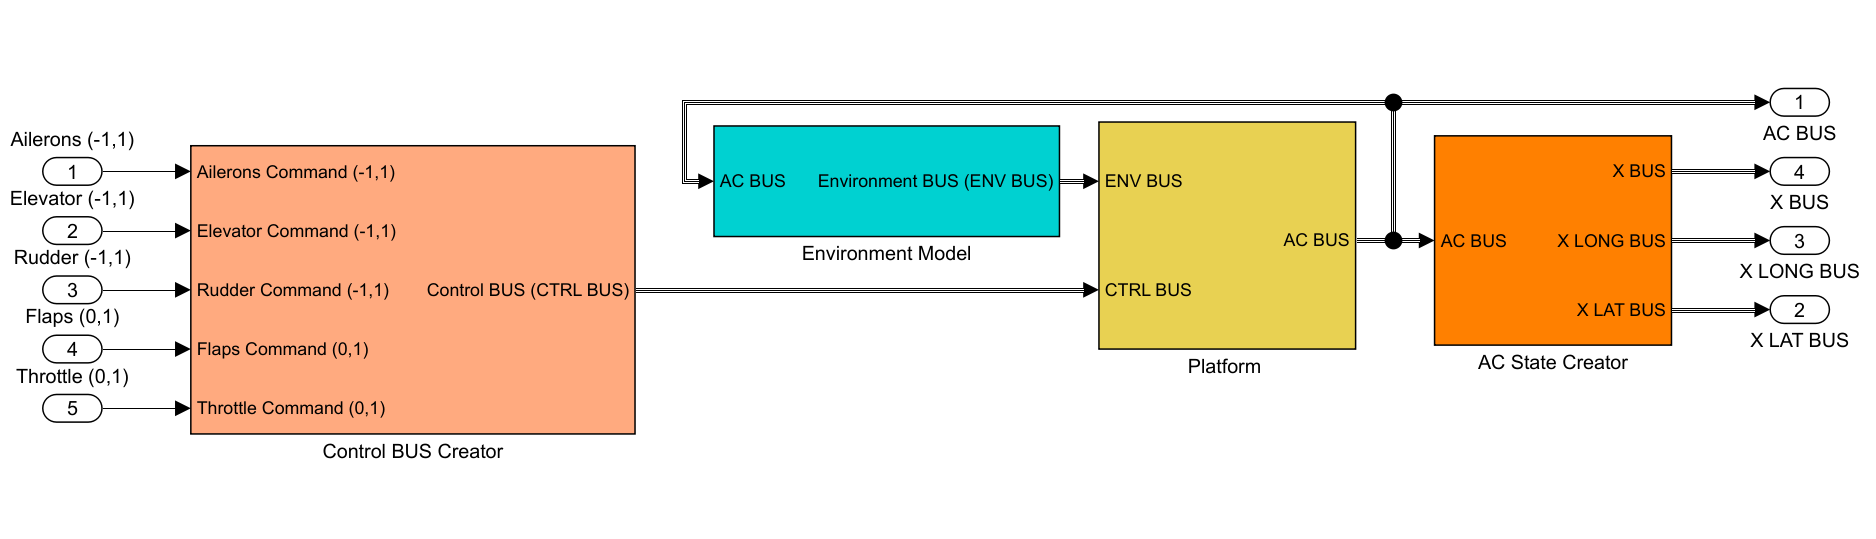 Ailerons (-1,1)
1
Elevator (-1,1)
2
Rudder (-1,1)
3
Flaps (0,1)
4
Throttle (0,1)
5
Ailerons Command (-1,1)
Elevator Command (-1,1)
Rudder Command (-1,1)
Flaps Command (0,1)
Throttle Command (0,1)
Control BUS (CTRL BUS)
Control BUS Creator
AC BUS
Environment BUS (ENV BUS)
Environment Model
ENV BUS
CTRL BUS
AC BUS
Platform
AC BUS
X BUS
X LONG BUS
X LAT BUS
AC State Creator
1
AC BUS
4
X BUS
3
X LONG BUS
2
X LAT BUS